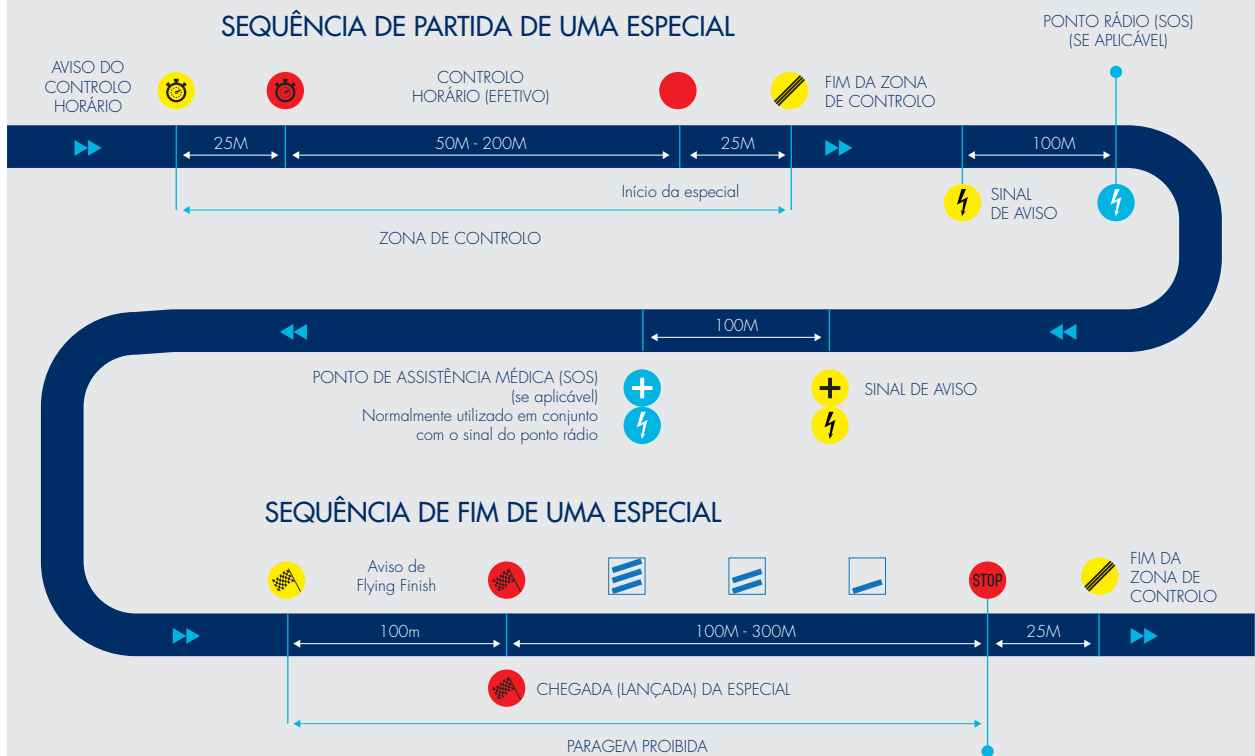 SEQUÊNCIA DE PARTIDA DE UMA ESPECIAL
PONTO RÁDIO (SOS)
(SE APLICÁVEL)
AVISO DO
CONTROLO
HORÁRIO
CONTROLO
HORÁRIO (EFETIVO)
FIM DA ZONA
DE CONTROLO
25M
50M - 200M
25M
100M
Início da especial
SINAL
DE AVISO
ZONA DE CONTROLO
100M
PONTO DE ASSISTÊNCIA MÉDICA (SOS)
(se aplicável)
Normalmente utilizado em conjunto
com o sinal do ponto rádio
SINAL DE AVISO
SEQUÊNCIA DE FIM DE UMA ESPECIAL
Aviso de
Flying Finish
STOP
FIM DA
ZONA DE
CONTROLO
100m
100M - 300M
25M
CHEGADA (LANÇADA) DA ESPECIAL
PARAGEM PROIBIDA